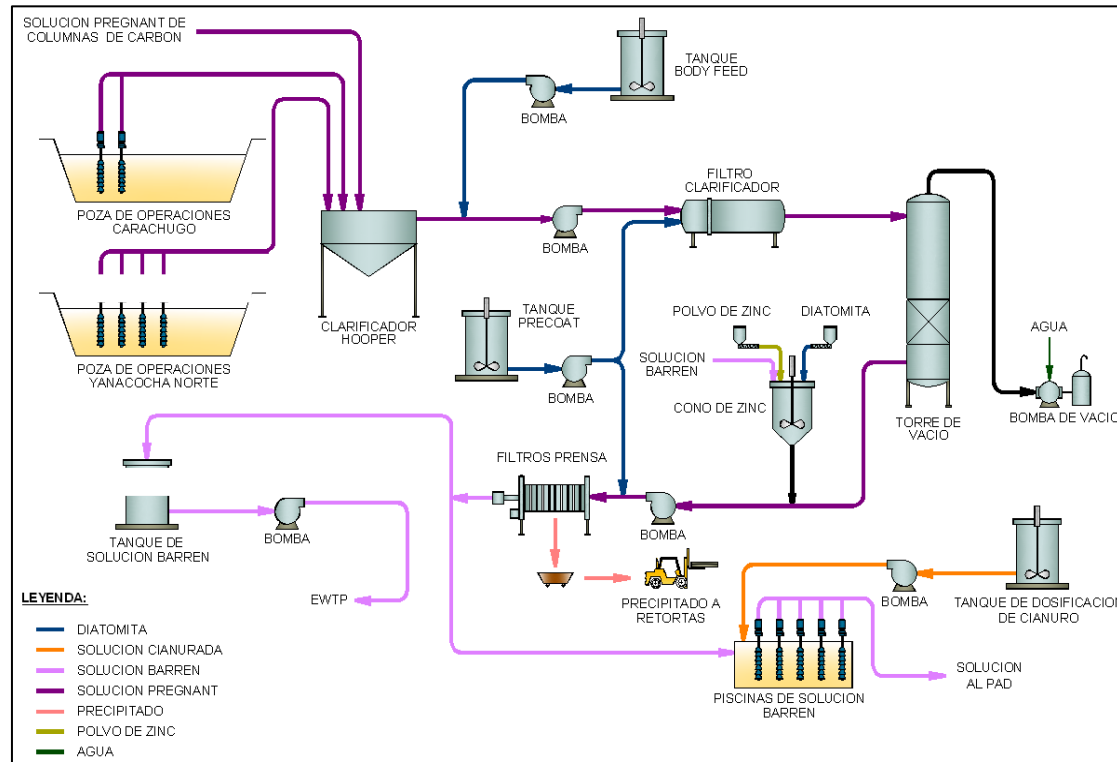 SOLUCION PREGNANT DE
COLUMNAS DE CARBON
TANQUE
BODY FEED
BOMBA
POZA DE OPERACIONES
CARACHUGO
FILTRO
CLARIFICADOR
BOMBA
CLARIFICADOR
HOOPER
POZA DE OPERACIONES
YANACOCHA NORTE
TANQUE
PRECOAT
BOMBA
POLVO DE ZINC
DIATOMITA
SOLUCION
BARREN
CONO DE ZINC
TORRE DE
VACIO
AGUA
BOMBA DE VACIO
FILTROS PRENSA
BOMBA
TANQUE DE
SOLUCION BARREN
BOMBA
EWTP
PRECIPITADO A
RETORTAS
BOMBA
TANQUE DE DOSIFICACION
DE CIANURO
PISCINAS DE SOLUCION
BARREN
SOLUCION
AL PAD
LEYENDA:
DIATOMITA
SOLUCION CIANURADA
SOLUCION BARREN
SOLUCION PREGNANT
PRECIPITADO
POLVO DE ZINC
AGUA